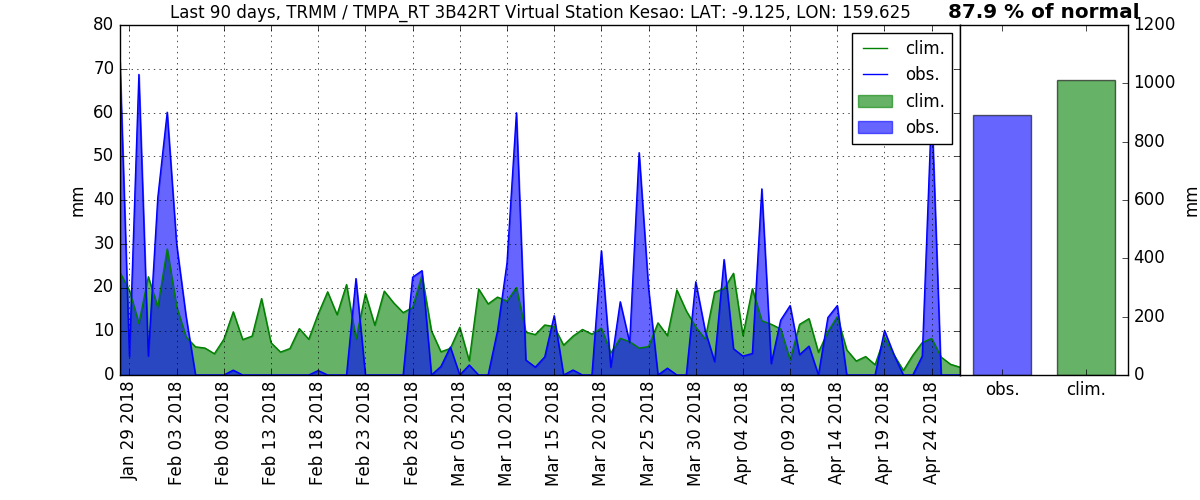 Last 90 days, TRMM / TMPA_RT 3B42RT Virtual Station Kesao: LAT: -9.125, LON: 159.625
87.9 % of normal
80
70
60
50
40
30
20
10
0
mm
clim.
obs.
clim.
obs.
Jan 29 2018
Feb 03 2018
Feb 08 2018
Feb 13 2018
Feb 18 2018
Feb 23 2018
Feb 28 2018
Mar 05 2018
Mar 10 2018
Mar 15 2018
Mar 20 2018
Mar 25 2018
Mar 30 2018
Apr 04 2018
Apr 09 2018
Apr 14 2018
Apr 19 2018
Apr 24 2018
1200
1000
800
600
400
200
0
mm
obs.
clim.